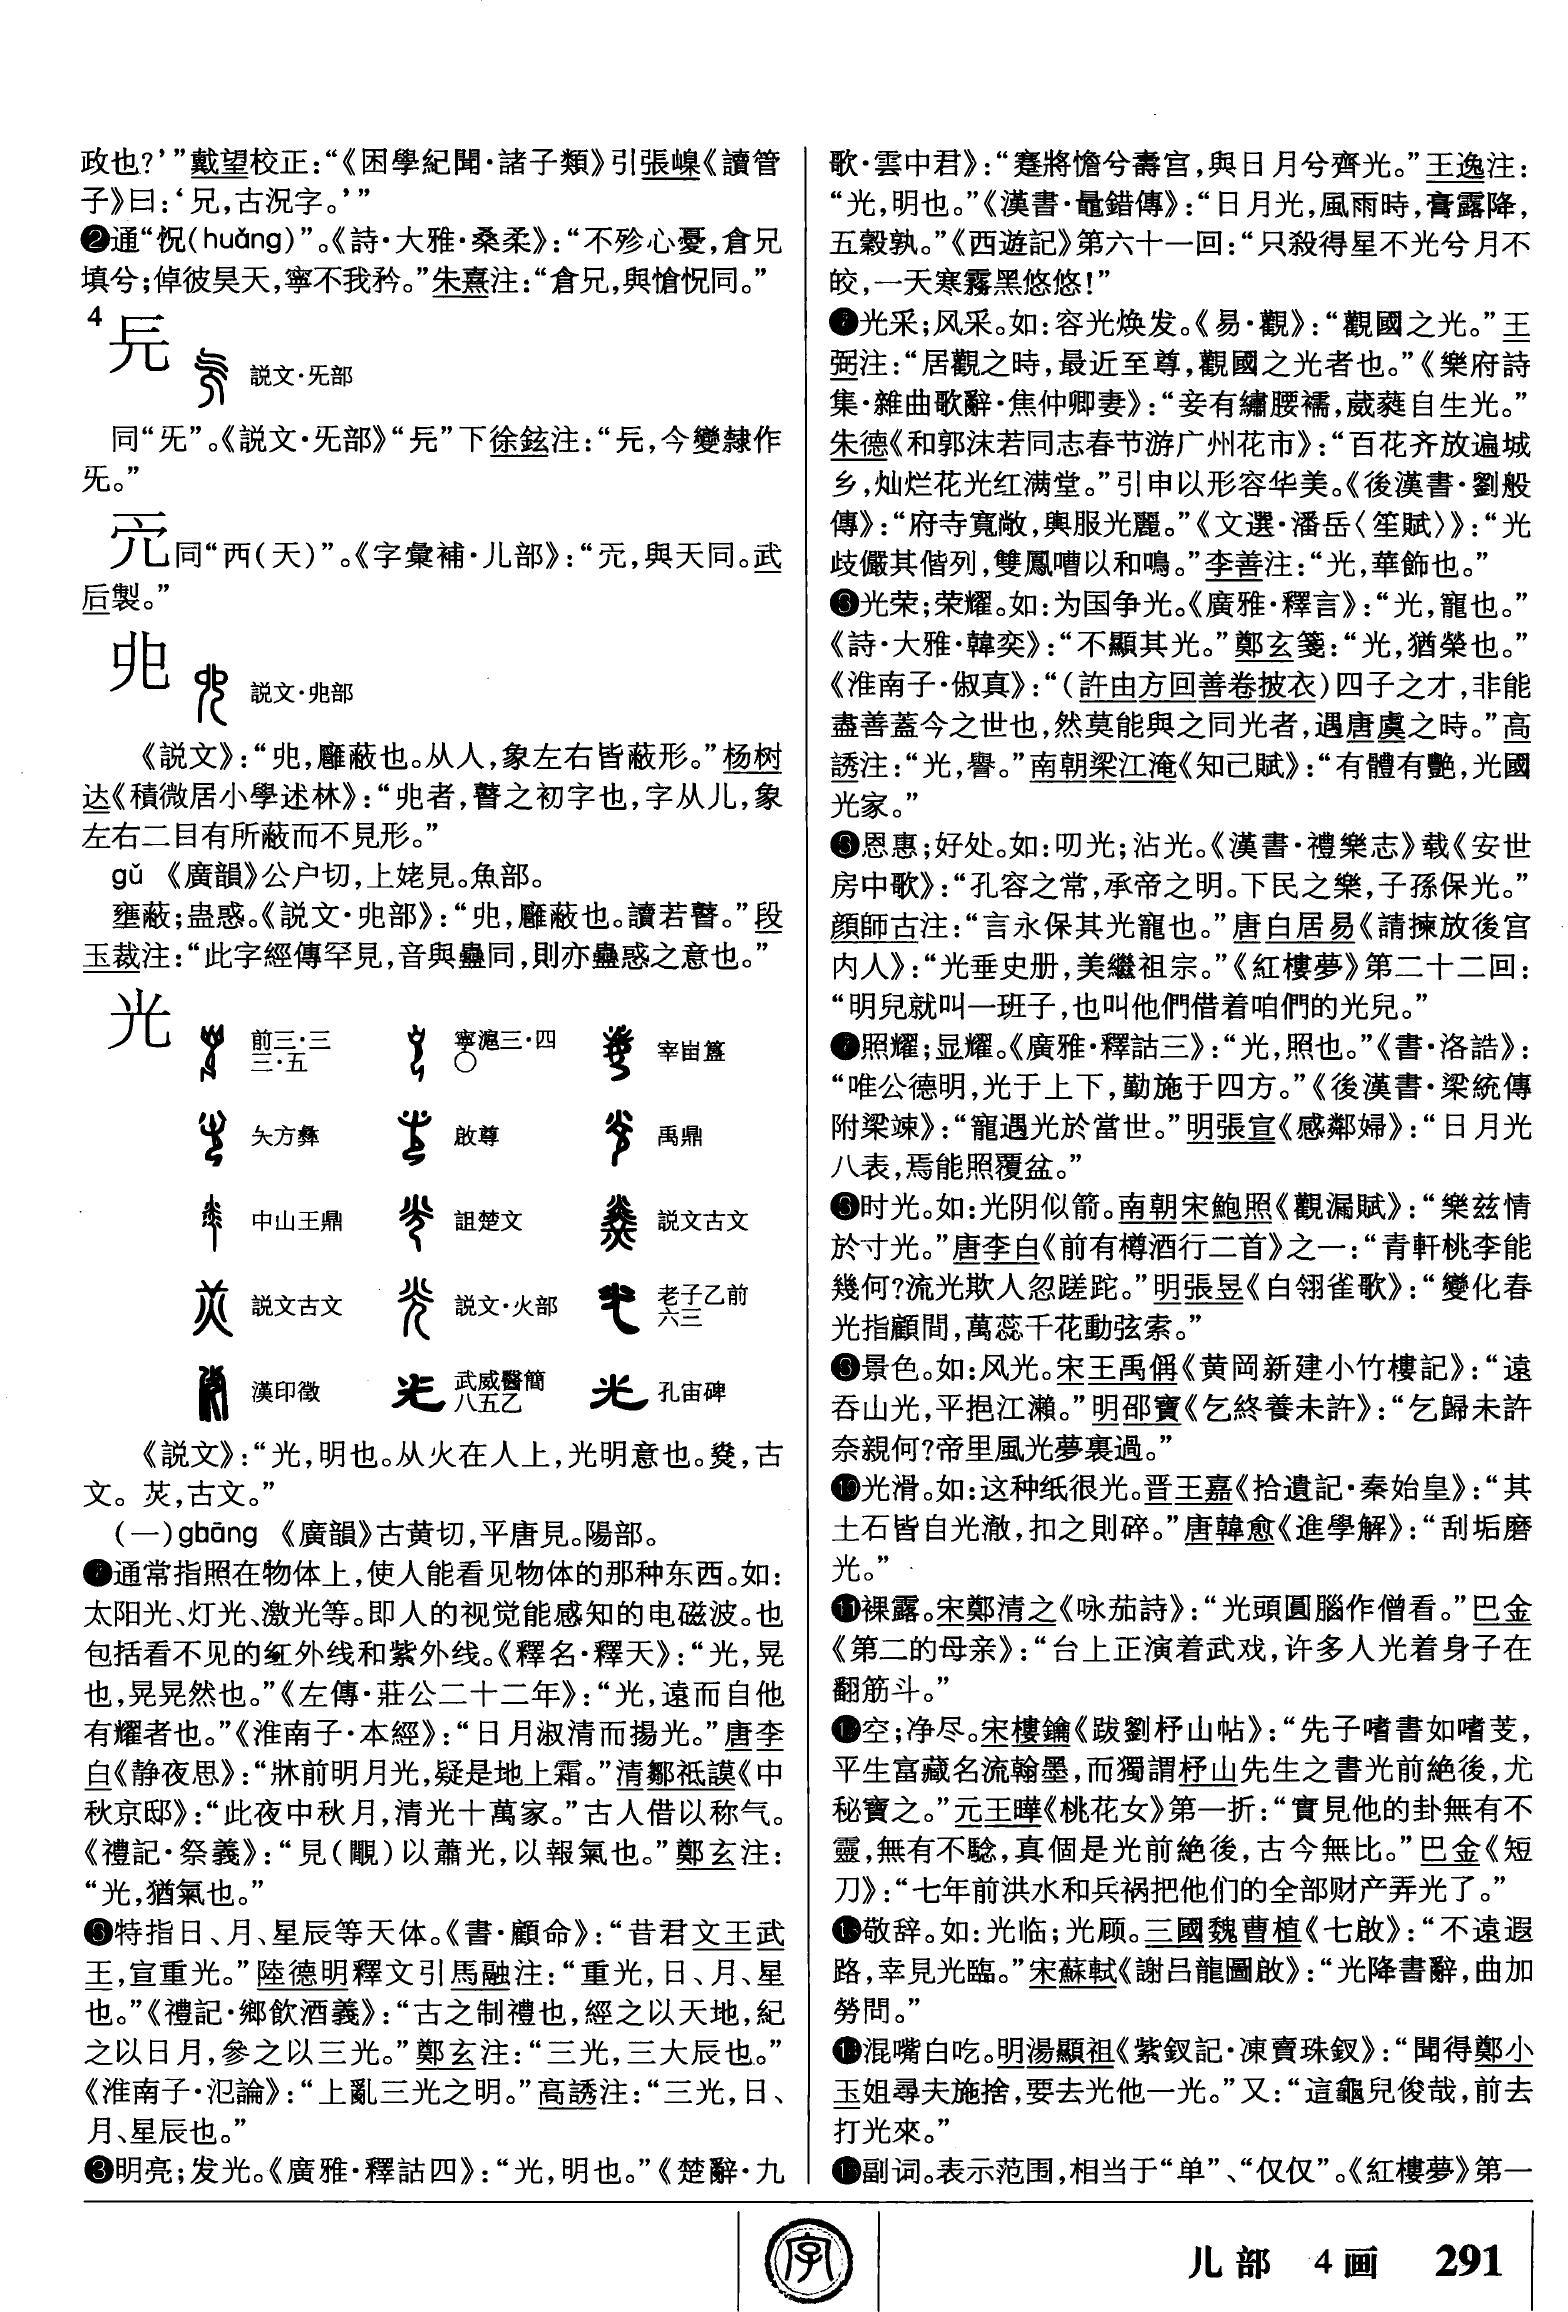 政也？’”戴望校正：“《困學紀聞·諸子類》引張嵲《讀管
子》曰：‘兄，古況字。’”
❷通“怳(huǎng)”。《詩·大雅·桑柔》：“不殄心憂，倉兄
填兮；倬彼昊天，寧不我矜。”朱熹注：“倉兄，與愴怳同。”
4
𠑶
説文·旡部
同“旡”。《説文·旡部》“𠑶”下徐鉉注：“𠑶，今變隸作
旡。”
𠑺同“𠀑(天)”。《字彙補·儿部》：“𠑺，與天同。武
后製。”
𠑹
説文·𠑹部
《説文》：“𠑹，廱蔽也。从人，象左右皆蔽形。”杨树
达《積微居小學述林》：“𠑹者，瞽之初字也，字从儿，象
左右二目有所蔽而不見形。”
gǔ 《廣韻》公户切，上姥見。魚部。
壅蔽；蛊惑。《説文·𠑹部》：“𠑹，廱蔽也。讀若瞽。”段
玉裁注：“此字經傳罕見，音與蠱同，則亦蠱惑之意也。”
光
前三·三三·五 寧滬三·四〇 宰甾簋
矢方彝 啟尊 禹鼎
中山王鼎 詛楚文 説文古文
説文古文 説文·火部 老子乙前六三
漢印徵 武威醫簡八五乙 孔宙碑
《説文》：“光，明也。从火在人上，光明意也。㷗，古
文。炗，古文。”
(一)gbāng 《廣韻》古黄切，平唐見。陽部。
❼通常指照在物体上，使人能看见物体的那种东西。如：
太阳光、灯光、激光等。即人的视觉能感知的电磁波。也
包括看不见的红外线和紫外线。《釋名·釋天》：“光，晃
也，晃晃然也。”《左傳·莊公二十二年》：“光，遠而自他
有耀者也。”《淮南子·本經》：“日月淑清而揚光。”唐李
白《静夜思》：“牀前明月光，疑是地上霜。”清鄒祗謨《中
秋京邸》：“此夜中秋月，清光十萬家。”古人借以称气。
《禮記·祭義》：“見(覵)以蕭光，以報氣也。”鄭玄注：
“光，猶氣也。”
❽特指日、月、星辰等天体。《書·顧命》：“昔君文王武
王，宣重光。”陸德明釋文引馬融注：“重光，日、月、星
也。”《禮記·鄉飲酒義》：“古之制禮也，經之以天地，紀
之以日月，參之以三光。”鄭玄注：“三光，三大辰也。”
《淮南子·氾論》：“上亂三光之明。”高誘注：“三光，日、
月、星辰也。”
❸明亮；发光。《廣雅·釋詁四》：“光，明也。”《楚辭·九
歌·雲中君》：“蹇將憺兮壽宫，與日月兮齊光。”王逸注：
“光，明也。”《漢書·鼂錯傳》：“日月光，風雨時，膏露降，
五穀孰。”《西遊記》第六十一回：“只殺得星不光兮月不
皎，一天寒霧黑悠悠！”
❼光采；风采。如：容光焕发。《易·觀》：“觀國之光。”王
弼注：“居觀之時，最近至尊，觀國之光者也。”《樂府詩
集·雜曲歌辭·焦仲卿妻》：“妾有繡腰襦，葳蕤自生光。”
朱德《和郭沫若同志春节游广州花市》：“百花齐放遍城
乡，灿烂花光红满堂。”引申以形容华美。《後漢書·劉般
傳》：“府寺寬敞，輿服光麗。”《文選·潘岳〈笙賦〉》：“光
歧儼其偕列，雙鳳嘈以和鳴。”李善注：“光，華飾也。”
❽光荣；荣耀。如：为国争光。《廣雅·釋言》：“光，寵也。”
《詩·大雅·韓奕》：“不顯其光。”鄭玄箋：“光，猶榮也。”
《淮南子·俶真》：“(許由方回善卷披衣)四子之才，非能
盡善蓋今之世也，然莫能與之同光者，遇唐虞之時。”高
誘注：“光，譽。”南朝梁江淹《知己賦》：“有體有艷，光國
光家。”
❽恩惠；好处。如：叨光；沾光。《漢書·禮樂志》载《安世
房中歌》：“孔容之常，承帝之明。下民之樂，子孫保光。”
顔師古注：“言永保其光寵也。”唐白居易《請揀放後宫
内人》：“光垂史册，美繼祖宗。”《紅樓夢》第二十二回：
“明兒就叫一班子，也叫他們借着咱們的光兒。”
❼照耀；显耀。《廣雅·釋詁三》：“光，照也。”《書·洛誥》：
“唯公德明，光于上下，勤施于四方。”《後漢書·梁統傳
附梁竦》：“寵遇光於當世。”明張宣《感鄰婦》：“日月光
八表，焉能照覆盆。”
❽时光。如：光阴似箭。南朝宋鮑照《觀漏賦》：“樂兹情
於寸光。”唐李白《前有樽酒行二首》之一：“青軒桃李能
幾何？流光欺人忽蹉跎。”明張昱《白翎雀歌》：“變化春
光指顧間，萬蕊千花動弦索。”
❽景色。如：风光。宋王禹偁《黄岡新建小竹樓記》：“遠
吞山光，平挹江瀨。”明邵寶《乞終養未許》：“乞歸未許
奈親何？帝里風光夢裏過。”
❿光滑。如：这种纸很光。晋王嘉《拾遺記·秦始皇》：“其
土石皆自光澈，扣之則碎。”唐韓愈《進學解》：“刮垢磨
光。”
⓫裸露。宋鄭清之《咏茄詩》：“光頭圓腦作僧看。”巴金
《第二的母亲》：“台上正演着武戏，许多人光着身子在
翻筋斗。”
⓬空；净尽。宋樓鑰《跋劉杼山帖》：“先子嗜書如嗜芰，
平生富藏名流翰墨，而獨謂杼山先生之書光前絶後，尤
秘寶之。”元王曄《桃花女》第一折：“實見他的卦無有不
靈，無有不騐，真個是光前絶後，古今無比。”巴金《短
刀》：“七年前洪水和兵祸把他们的全部财产弄光了。”
⓭敬辞。如：光临；光顾。三國魏曹植《七啟》：“不遠遐
路，幸見光臨。”宋蘇軾《謝吕龍圖啟》：“光降書辭，曲加
勞問。”
⓮混嘴白吃。明湯顯祖《紫釵記·凍賣珠釵》：“聞得鄭小
玉姐尋夫施捨，要去光他一光。”又：“這龜兒俊哉，前去
打光來。”
⓯副词。表示范围，相当于“单”、“仅仅”。《紅樓夢》第一
字
儿部 4画 291